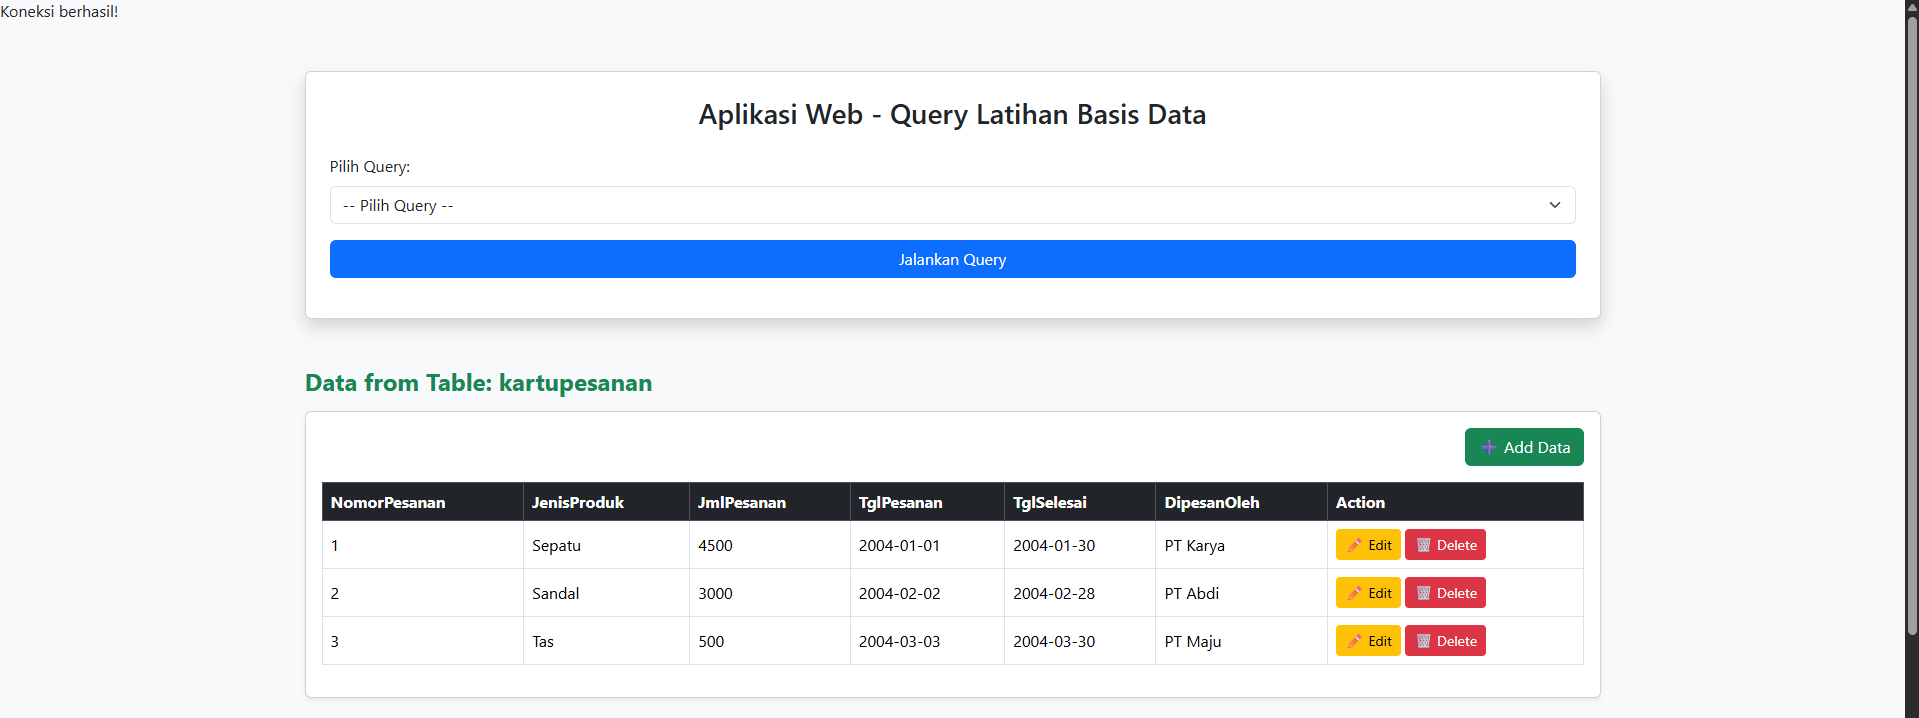 Koneksi berhasil!
Aplikasi Web - Query Latihan Basis Data
Pilih Query:
-- Pilih Query --
Jalankan Query
Data from Table: kartupesanan
➕ Add Data
NomorPesanan JenisProduk JmlPesanan TglPesanan TglSelesai DipesanOleh Action
1 Sepatu 4500 2004-01-01 2004-01-30 PT Karya Edit Delete
2 Sandal 3000 2004-02-02 2004-02-28 PT Abdi Edit Delete
3 Tas 500 2004-03-03 2004-03-30 PT Maju Edit Delete